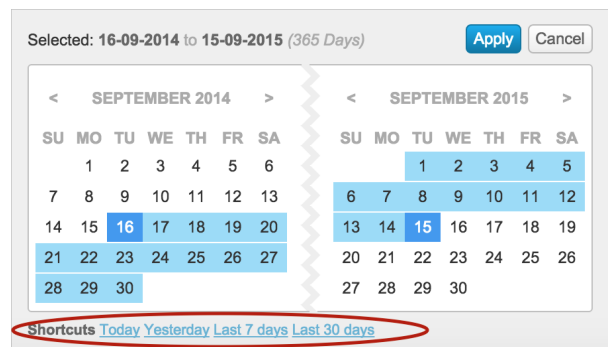 Selected: 16-09-2014 to 15-09-2015 (365 Days) Apply Cancel
< SEPTEMBER 2014 >
SU MO TU WE TH FR SA
1 2 3 4 5 6
7 8 9 10 11 12 13
14 15 16 17 18 19 20
21 22 23 24 25 26 27
28 29 30
< SEPTEMBER 2015 >
SU MO TU WE TH FR SA
1 2 3 4 5
6 7 8 9 10 11 12
13 14 15 16 17 18 19
20 21 22 23 24 25 26
27 28 29 30
Shortcuts Today Yesterday Last 7 days Last 30 days